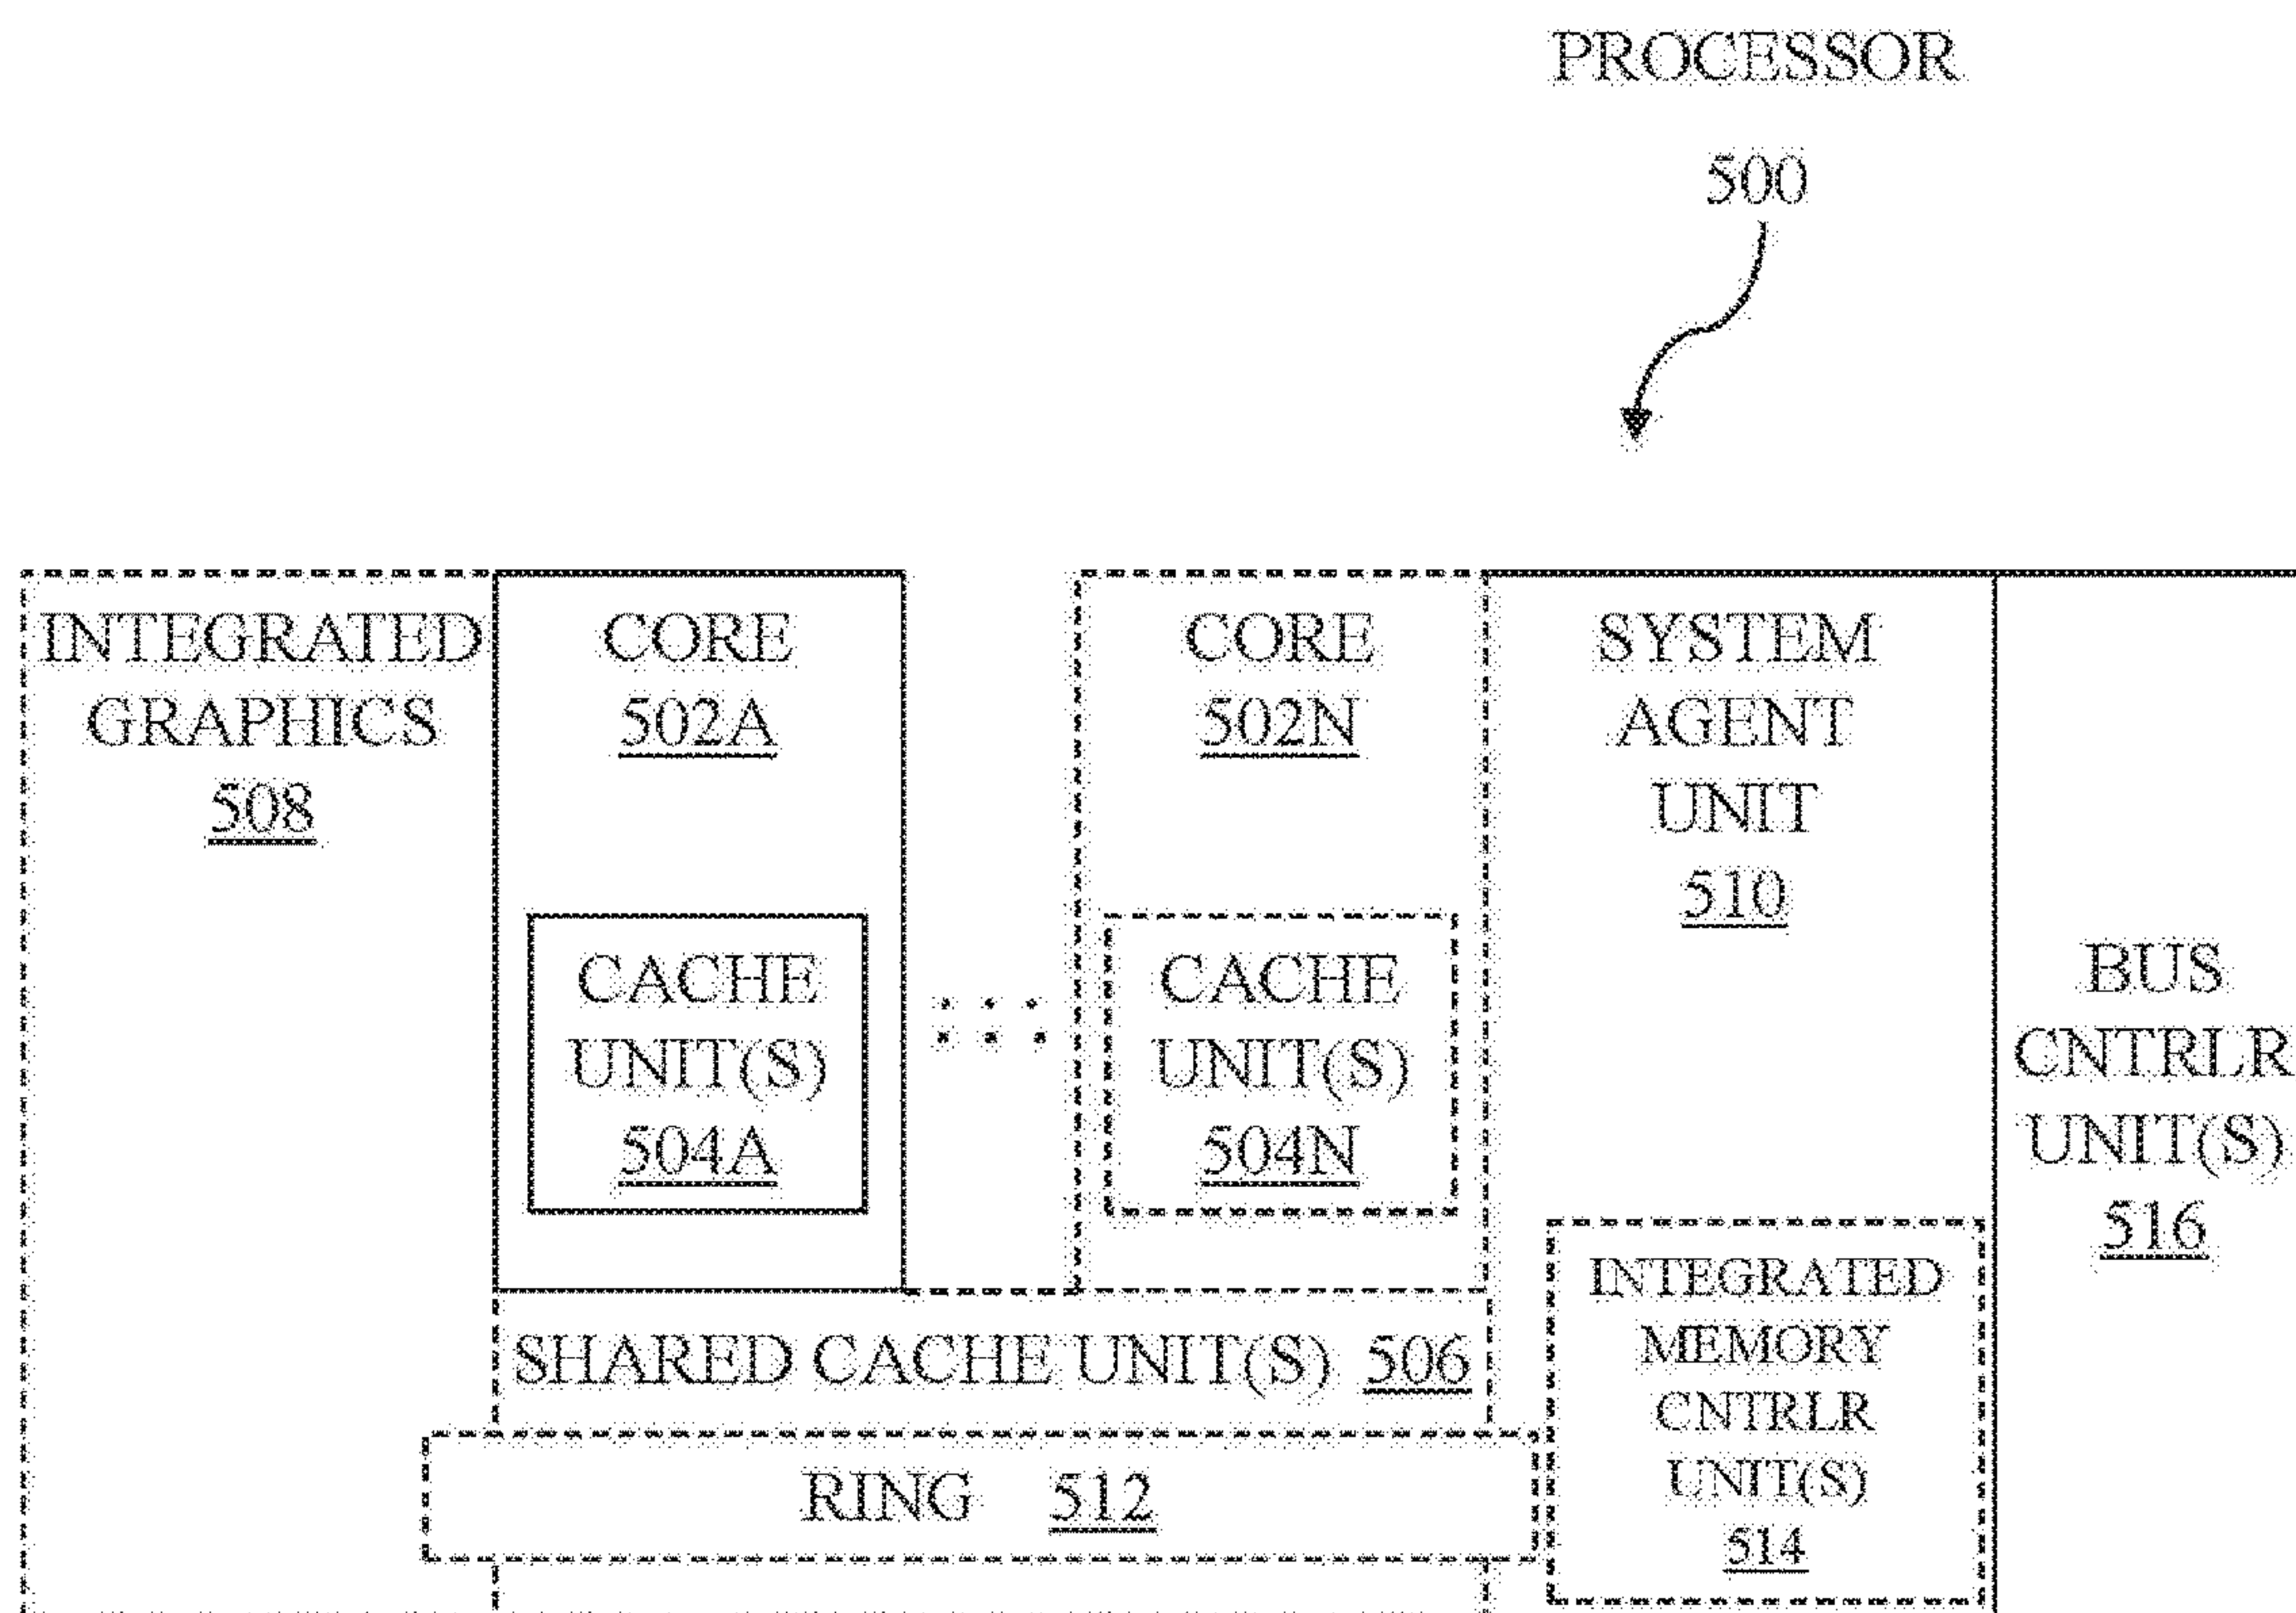 PROCESSOR
500
INTEGRATED
GRAPHICS
508
CORE
502A
CACHE
UNIT(S)
504A
CORE
502N
CACHE
UNIT(S)
504N
SYSTEM
AGENT
UNIT
510
BUS
CNTRLR
UNIT(S)
516
INTEGRATED
MEMORY
CNTRLR
UNIT(S)
514
SHARED CACHE UNIT(S) 506
RING 512